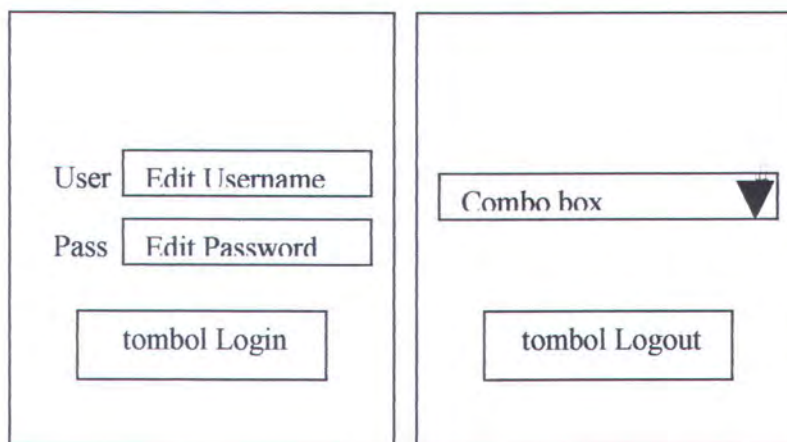 User Edit Username
Pass Edit Password
tombol Login
Combo box
tombol Logout